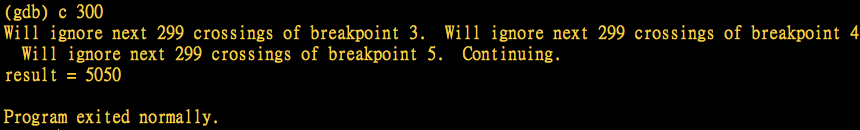 (gdb) c 300
Will ignore next 299 crossings of breakpoint 3.  Will ignore next 299 crossings of breakpoint 4
  Will ignore next 299 crossings of breakpoint 5.  Continuing.
result = 5050
Program exited normally.